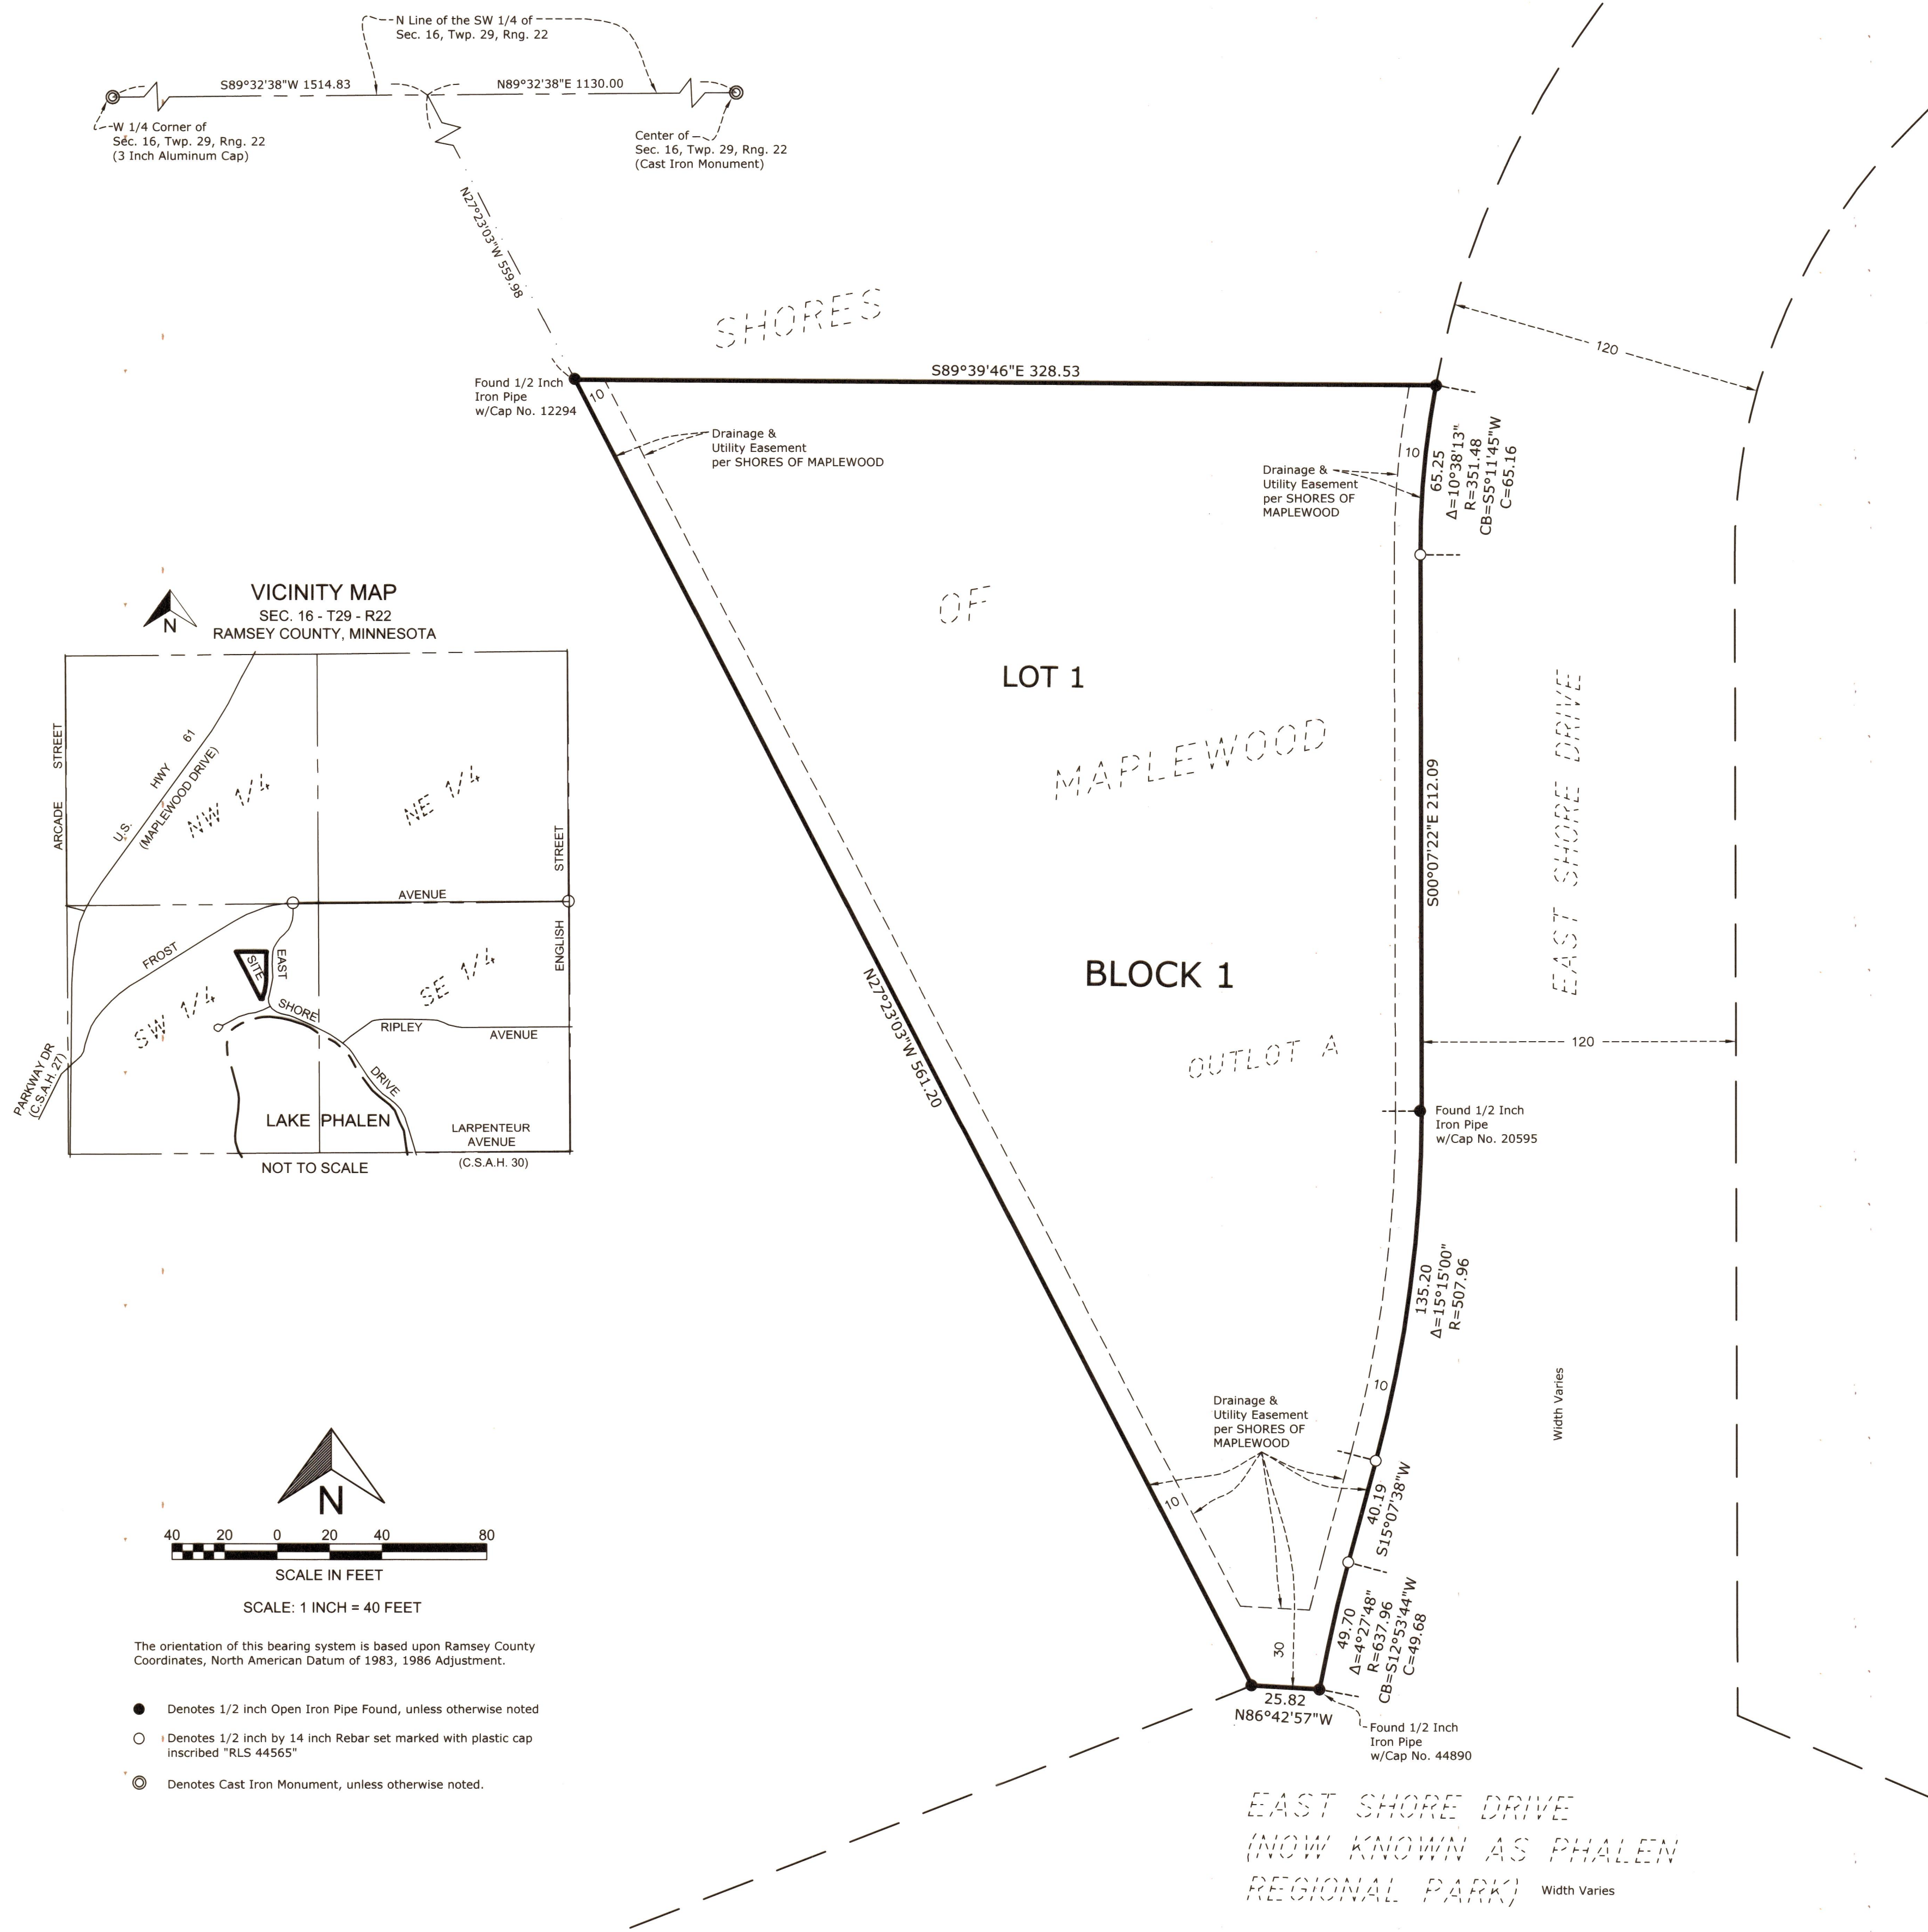 N Line of the SW 1/4 of
Sec. 16, Twp. 29, Rng. 22
S89°32'38"W 1514.83
N89°32'38"E 1130.00
W 1/4 Corner of
Sec. 16, Twp. 29, Rng. 22
(3 Inch Aluminum Cap)
Center of
Sec. 16, Twp. 29, Rng. 22
(Cast Iron Monument)
N27°23'03"W 559.98
SHORES
120
S89°39'46"E 328.53
Found 1/2 Inch
Iron Pipe
w/Cap No. 12294
10
Drainage &
Utility Easement
per SHORES OF MAPLEWOOD
Drainage &
Utility Easement
per SHORES OF
MAPLEWOOD
10
65.25
Δ=10°38'13"
R=351.48
CB=S5°11'45"W
C=65.16
OF
LOT 1
MAPLEWOOD
EAST SHORE DRIVE
S00°07'22"E 212.09
BLOCK 1
N27°23'03"W 561.20
OUTLOT A
120
Found 1/2 Inch
Iron Pipe
w/Cap No. 20595
135.20
Δ=15°15'00"
R=507.96
10
Width Varies
Drainage &
Utility Easement
per SHORES OF
MAPLEWOOD
10
40.19
S15°07'38"W
49.70
Δ=4°27'48"
R=637.96
CB=S12°53'44"W
C=49.68
30
25.82
N86°42'57"W
Found 1/2 Inch
Iron Pipe
w/Cap No. 44890
EAST SHORE DRIVE
(NOW KNOWN AS PHALEN
REGIONAL PARK) Width Varies
VICINITY MAP
SEC. 16 - T29 - R22
RAMSEY COUNTY, MINNESOTA
N
ARCADE STREET
U.S. HWY 61
(MAPLEWOOD DRIVE)
NW 1/4
NE 1/4
ENGLISH STREET
FROST AVENUE
SITE
EAST SHORE DRIVE
SW 1/4
SE 1/4
RIPLEY AVENUE
PARKWAY DR
(C.S.A.H. 27)
LAKE PHALEN
LARPENTEUR
AVENUE
(C.S.A.H. 30)
NOT TO SCALE
N
40 20 0 20 40 80
SCALE IN FEET
SCALE: 1 INCH = 40 FEET
The orientation of this bearing system is based upon Ramsey County
Coordinates, North American Datum of 1983, 1986 Adjustment.
Denotes 1/2 inch Open Iron Pipe Found, unless otherwise noted
Denotes 1/2 inch by 14 inch Rebar set marked with plastic cap
inscribed "RLS 44565"
Denotes Cast Iron Monument, unless otherwise noted.